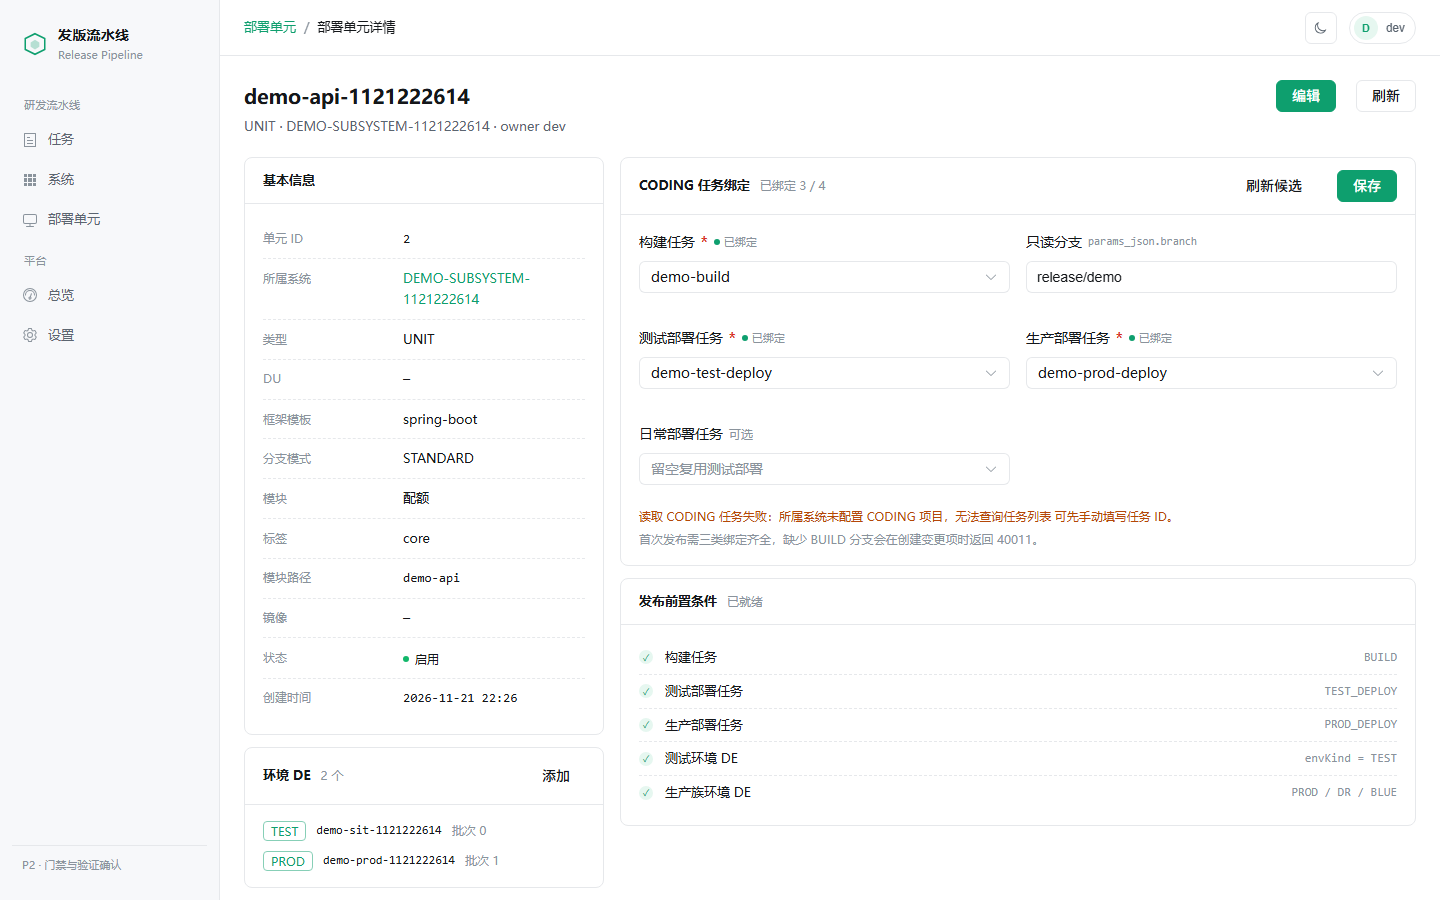 发版流水线
Release Pipeline
研发流水线
任务
系统
部署单元
平台
总览
设置
P2 · 门禁与验证确认
部署单元 / 部署单元详情
D dev
demo-api-1121222614
UNIT · DEMO-SUBSYSTEM-1121222614 · owner dev
编辑 刷新
基本信息
单元 ID 2
所属系统 DEMO-SUBSYSTEM-
1121222614
类型 UNIT
DU –
框架模板 spring-boot
分支模式 STANDARD
模块 配额
标签 core
模块路径 demo-api
镜像 –
状态 启用
创建时间 2026-11-21 22:26
环境 DE 2 个 添加
TEST demo-sit-1121222614 批次 0
PROD demo-prod-1121222614 批次 1
CODING 任务绑定 已绑定 3 / 4 刷新候选 保存
构建任务 * 已绑定
demo-build
只读分支 params_json.branch
release/demo
测试部署任务 * 已绑定
demo-test-deploy
生产部署任务 * 已绑定
demo-prod-deploy
日常部署任务 可选
留空复用测试部署
读取 CODING 任务失败：所属系统未配置 CODING 项目，无法查询任务列表 可先手动填写任务 ID。
首次发布需三类绑定齐全，缺少 BUILD 分支会在创建变更项时返回 40011。
发布前置条件 已就绪
构建任务 BUILD
测试部署任务 TEST_DEPLOY
生产部署任务 PROD_DEPLOY
测试环境 DE envKind = TEST
生产族环境 DE PROD / DR / BLUE